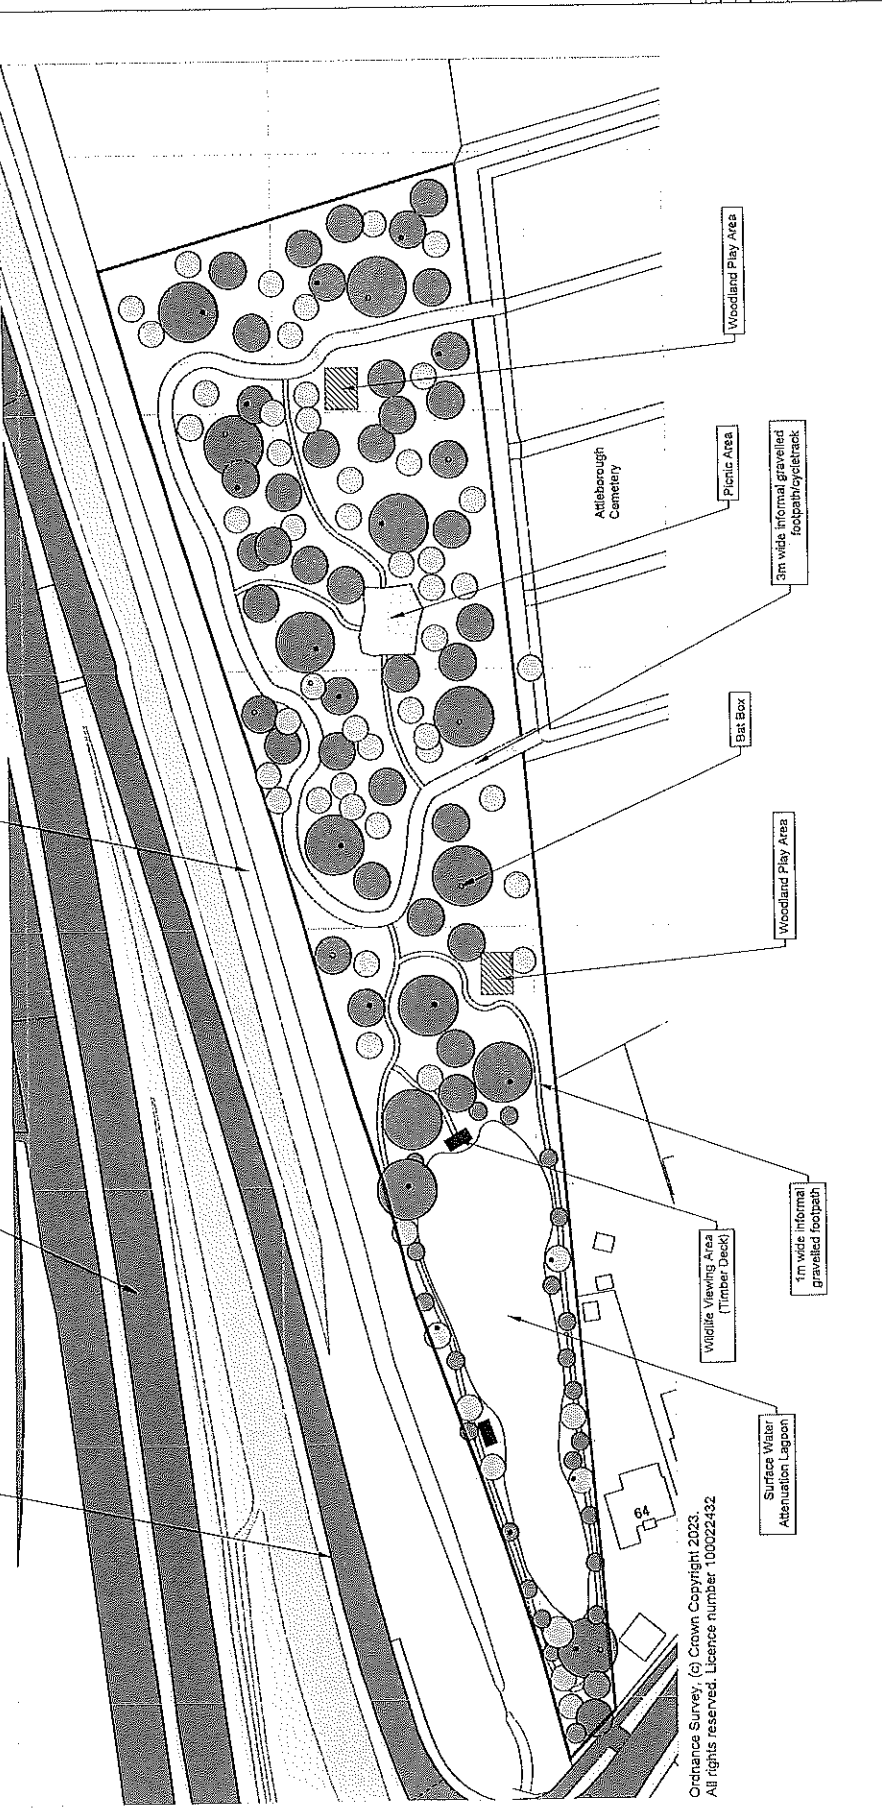 Woodland Play Area
Picnic Area
Attleborough
Cemetery
3m wide informal gravelled
footpath/cycletrack
Bat Box
Woodland Play Area
1m wide informal
gravelled footpath
Wildlife Viewing Area
(Timber Deck)
Surface Water
Attenuation Lagoon
64
Ordnance Survey, (c) Crown Copyright 2023.
All rights reserved. Licence number 100022432